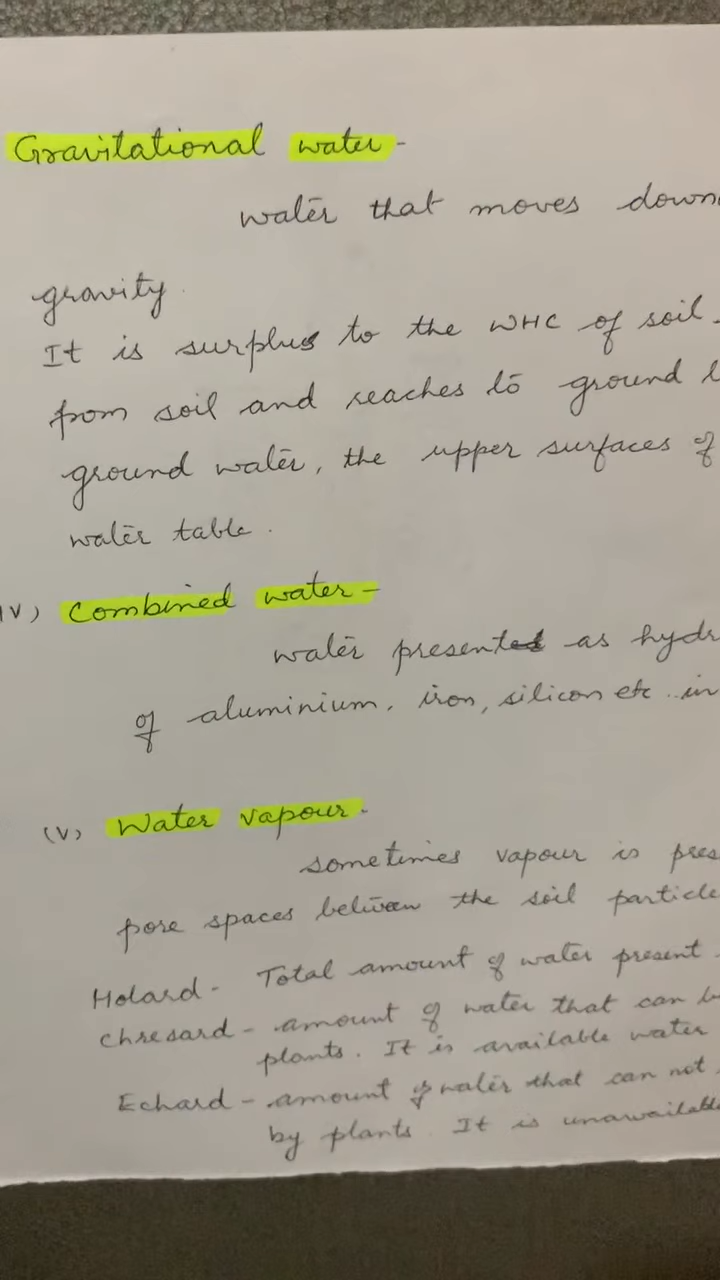 Gravitational water -
water that moves down
gravity.
It is surplus to the WHC of soil.
from soil and reaches to ground l
ground water, the upper surfaces of
water table.
IV) Combined water -
water presented as hydr
of aluminium, iron, silicon etc. in
(V) Water vapour -
sometimes vapour is pres
pore spaces between the soil particle
Holard - Total amount of water present
Chresard - amount of water that can b
plants. It is available water
Echard - amount of water that can not
by plants. It is unawailable